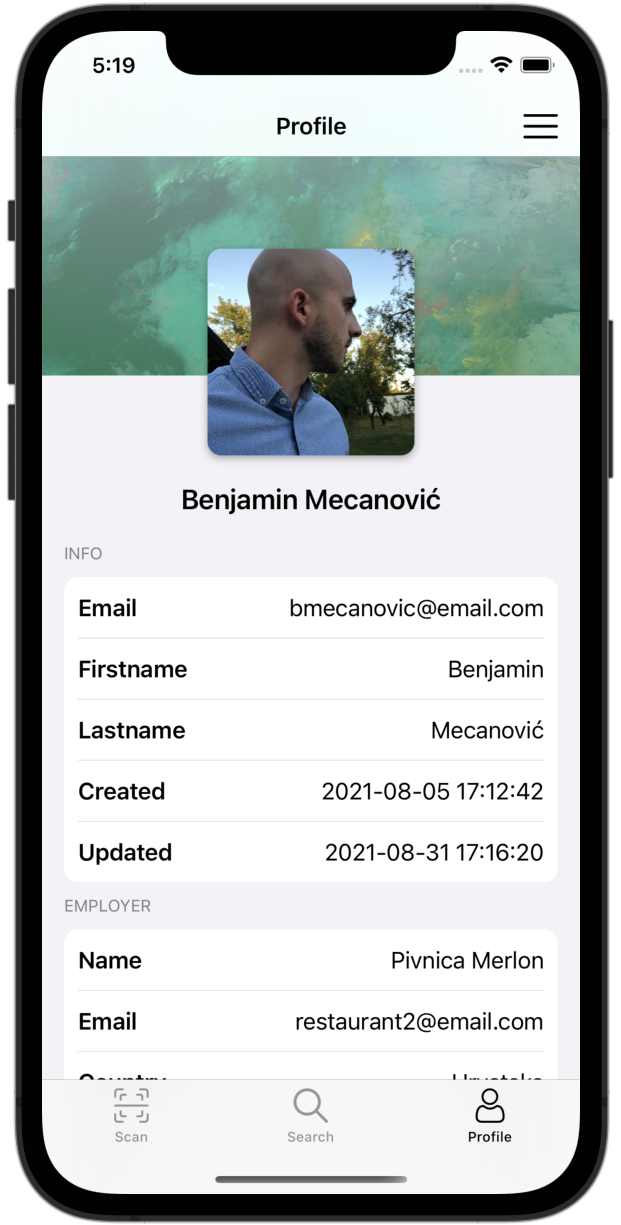 5:19
Profile
Benjamin Mecanović
INFO
Email bmecanovic@email.com
Firstname Benjamin
Lastname Mecanović
Created 2021-08-05 17:12:42
Updated 2021-08-31 17:16:20
EMPLOYER
Name Pivnica Merlon
Email restaurant2@email.com
Country Hrvatska
Scan Search Profile